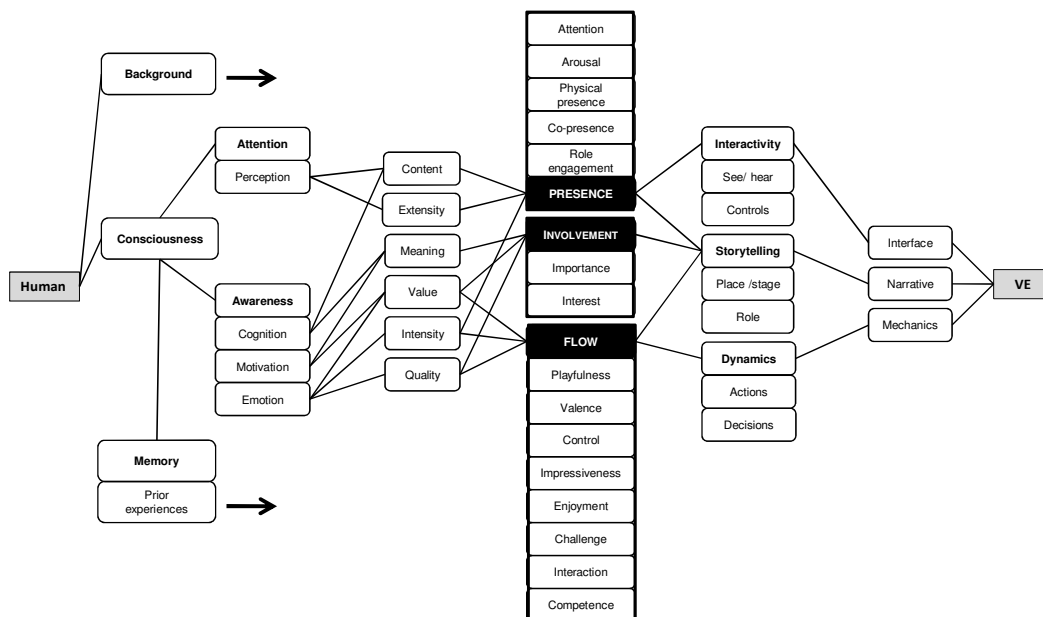 Human
Background
Consciousness
Memory
Prior
experiences
Attention
Perception
Awareness
Cognition
Motivation
Emotion
Content
Extensity
Meaning
Value
Intensity
Quality
Attention
Arousal
Physical
presence
Co-presence
Role
engagement
PRESENCE
INVOLVEMENT
Importance
Interest
FLOW
Playfulness
Valence
Control
Impressiveness
Enjoyment
Challenge
Interaction
Competence
Interactivity
See/ hear
Controls
Storytelling
Place /stage
Role
Dynamics
Actions
Decisions
Interface
Narrative
Mechanics
VE